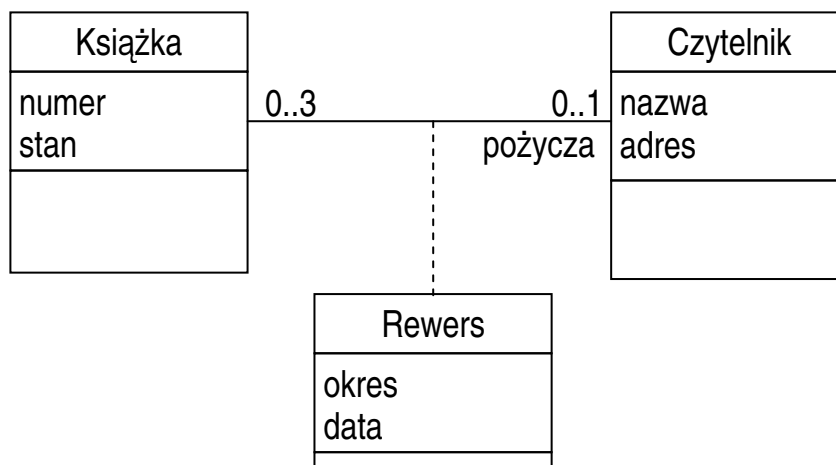 Książka
Czytelnik
numer
stan
0..3
0..1
pożycza
nazwa
adres
Rewers
okres
data